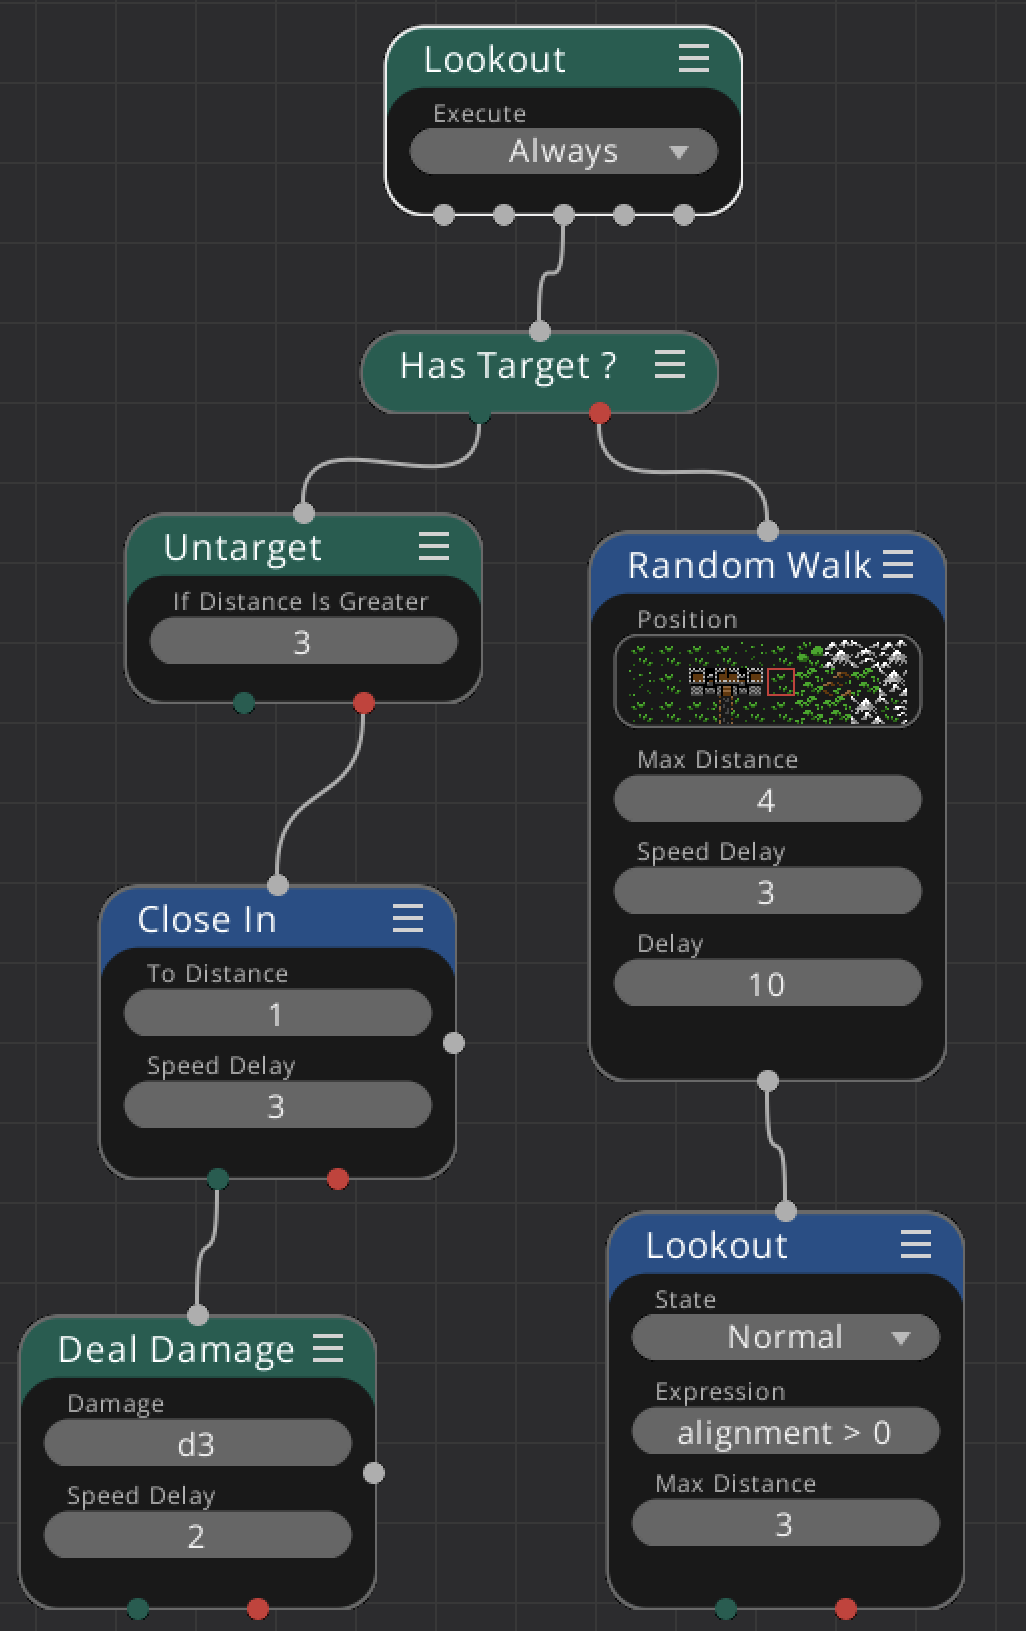 Lookout
Execute
Always
Has Target ?
Untarget
If Distance Is Greater
3
Random Walk
Position
Max Distance
4
Speed Delay
3
Delay
10
Close In
To Distance
1
Speed Delay
3
Lookout
State
Normal
Expression
alignment > 0
Max Distance
3
Deal Damage
Damage
d3
Speed Delay
2